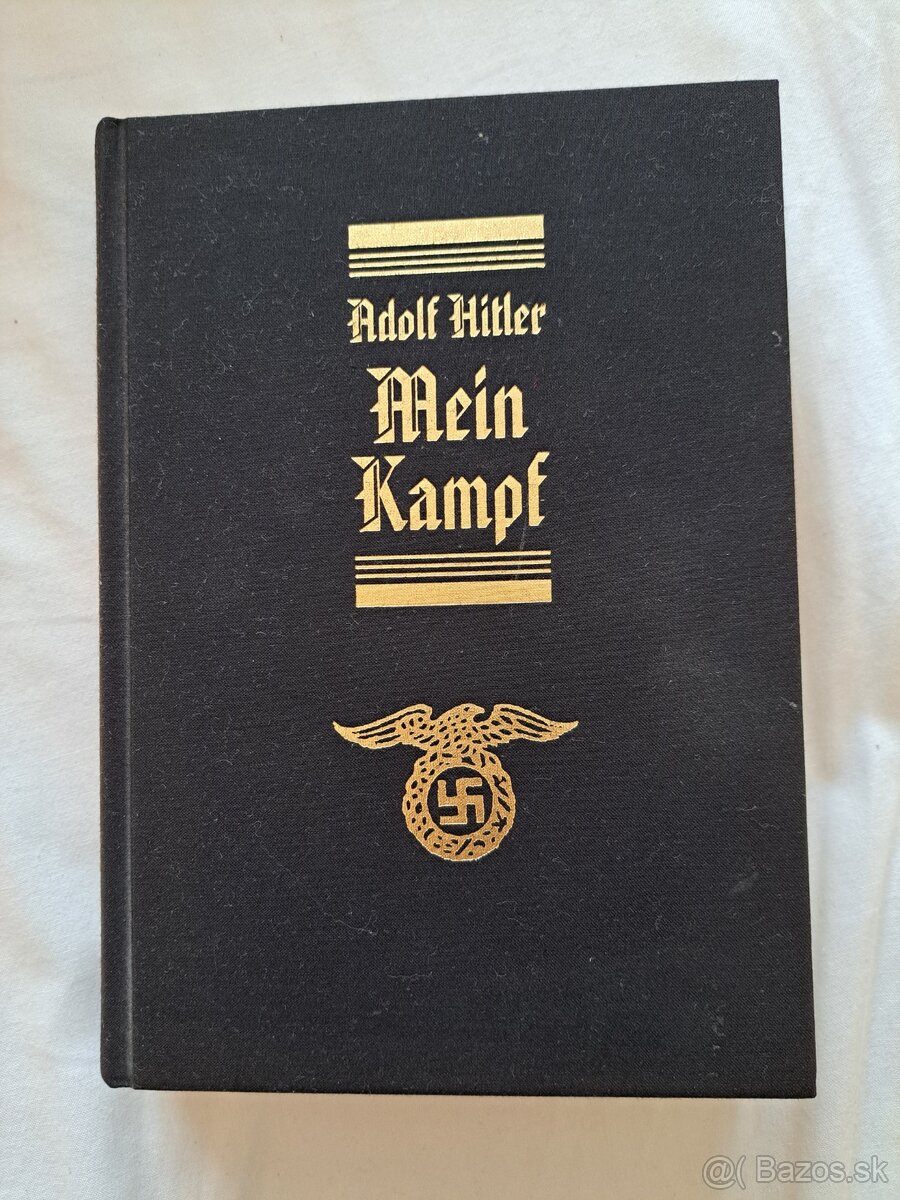 Adolf Hitler
Mein
Kampf
@( Bazos.sk